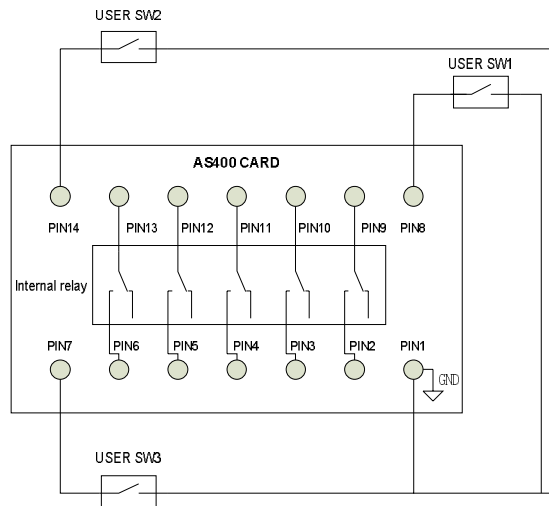 USER SW2
USER SW1
AS400 CARD
PIN14 PIN13 PIN12 PIN11 PIN10 PIN9 PIN8
Internal relay
PIN7 PIN6 PIN5 PIN4 PIN3 PIN2 PIN1
GND
USER SW3